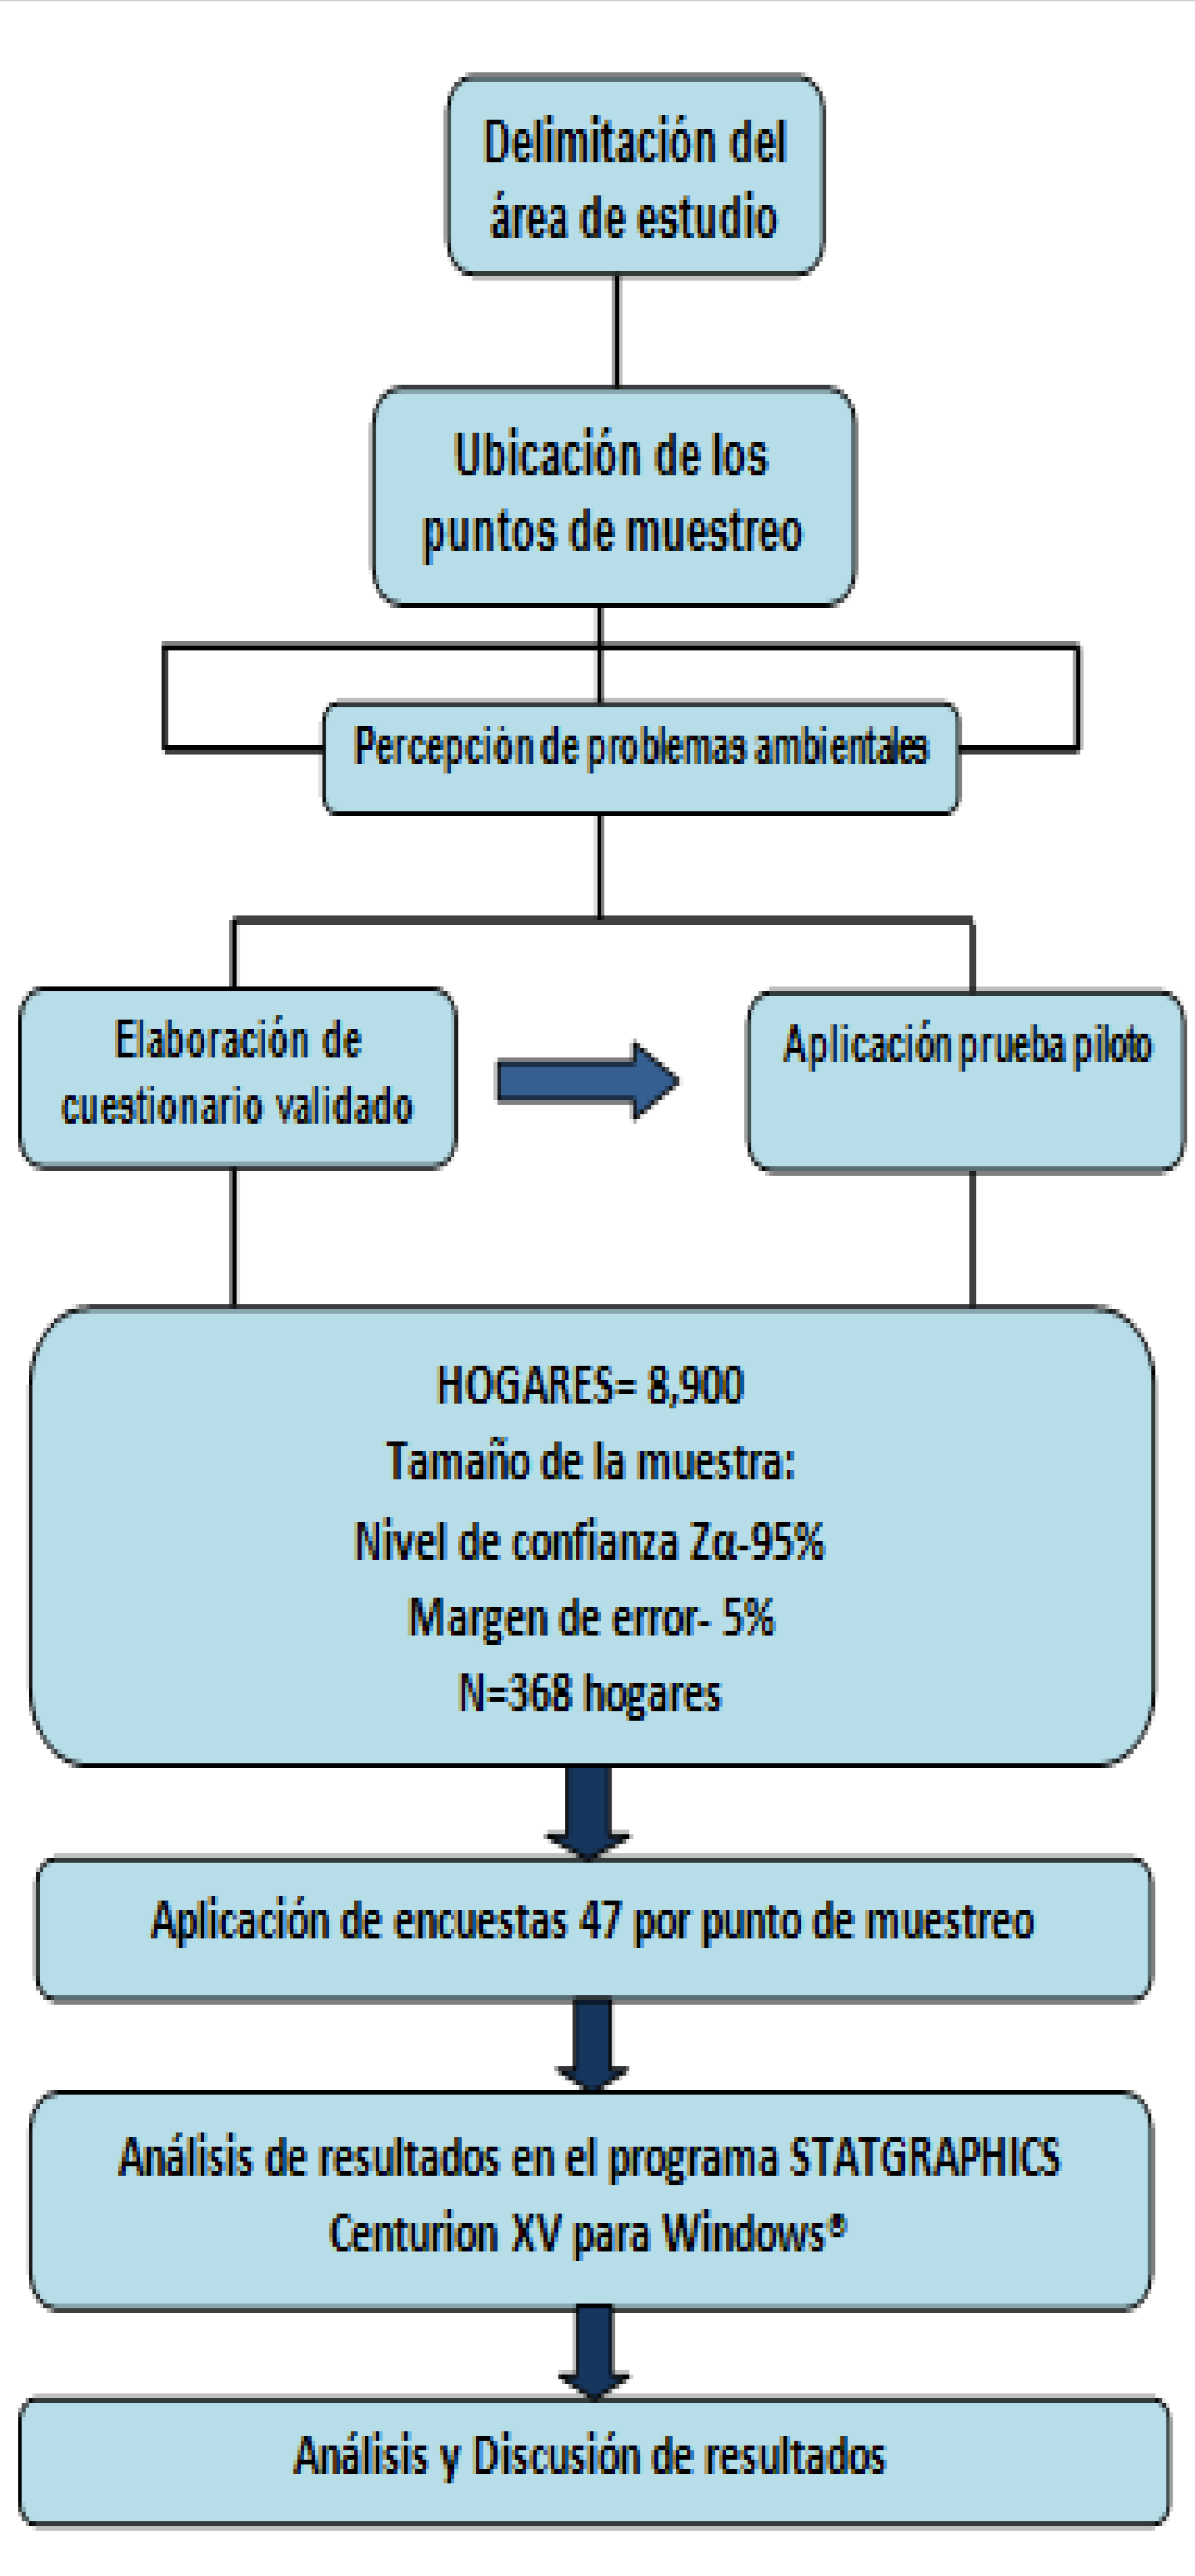 Delimitación del
área de estudio
Ubicación de los
puntos de muestreo
Percepción de problemas ambientales
Elaboración de
cuestionario validado
Aplicación prueba piloto
HOGARES= 8,900
Tamaño de la muestra:
Nivel de confianza Zα-95%
Margen de error- 5%
N=368 hogares
Aplicación de encuestas 47 por punto de muestreo
Análisis de resultados en el programa STATGRAPHICS
Centurion XV para Windows®
Análisis y Discusión de resultados